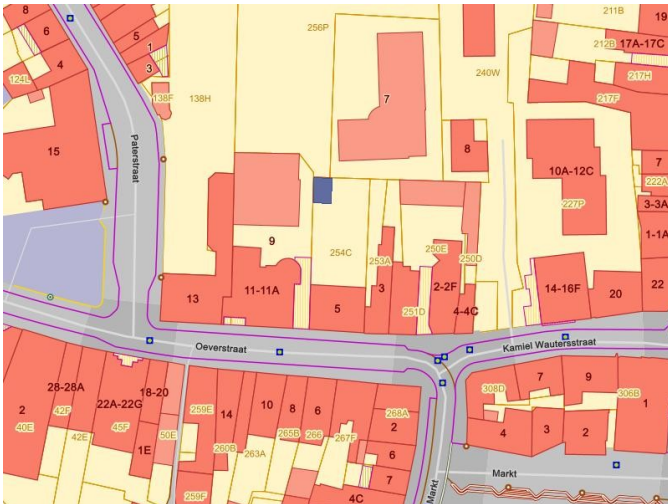 8
6
4
124L
5
1
3
138F
138H
256P
7
240W
211B
19
212B
17A-17C
217H
217F
15
Paterstraat
8
10A-12C
227P
7
222A
3-3A
1-1A
9
254C
253A
250E
250D
251D
13
11-11A
5
3
2-2F
4-4C
14-16F
20
22
Oeverstraat
Kamiel Wautersstraat
28-28A
2
40E
42F
42E
22A-22G
45F
18-20
1E
50E
259E
14
260B
259F
10
263A
8
265B
6
266
267F
268A
2
6
7
4C
Markt
308D
7
9
306B
1
4
3
2
Markt